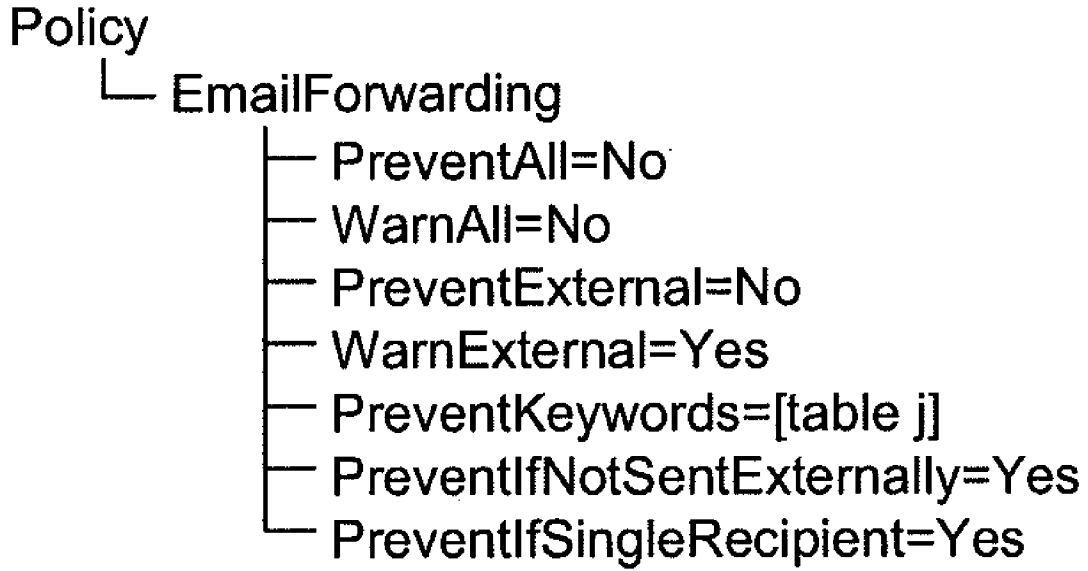 Policy
EmailForwarding
PreventAll=No
WarnAll=No
PreventExternal=No
WarnExternal=Yes
PreventKeywords=[table j]
PreventIfNotSentExternally=Yes
PreventIfSingleRecipient=Yes